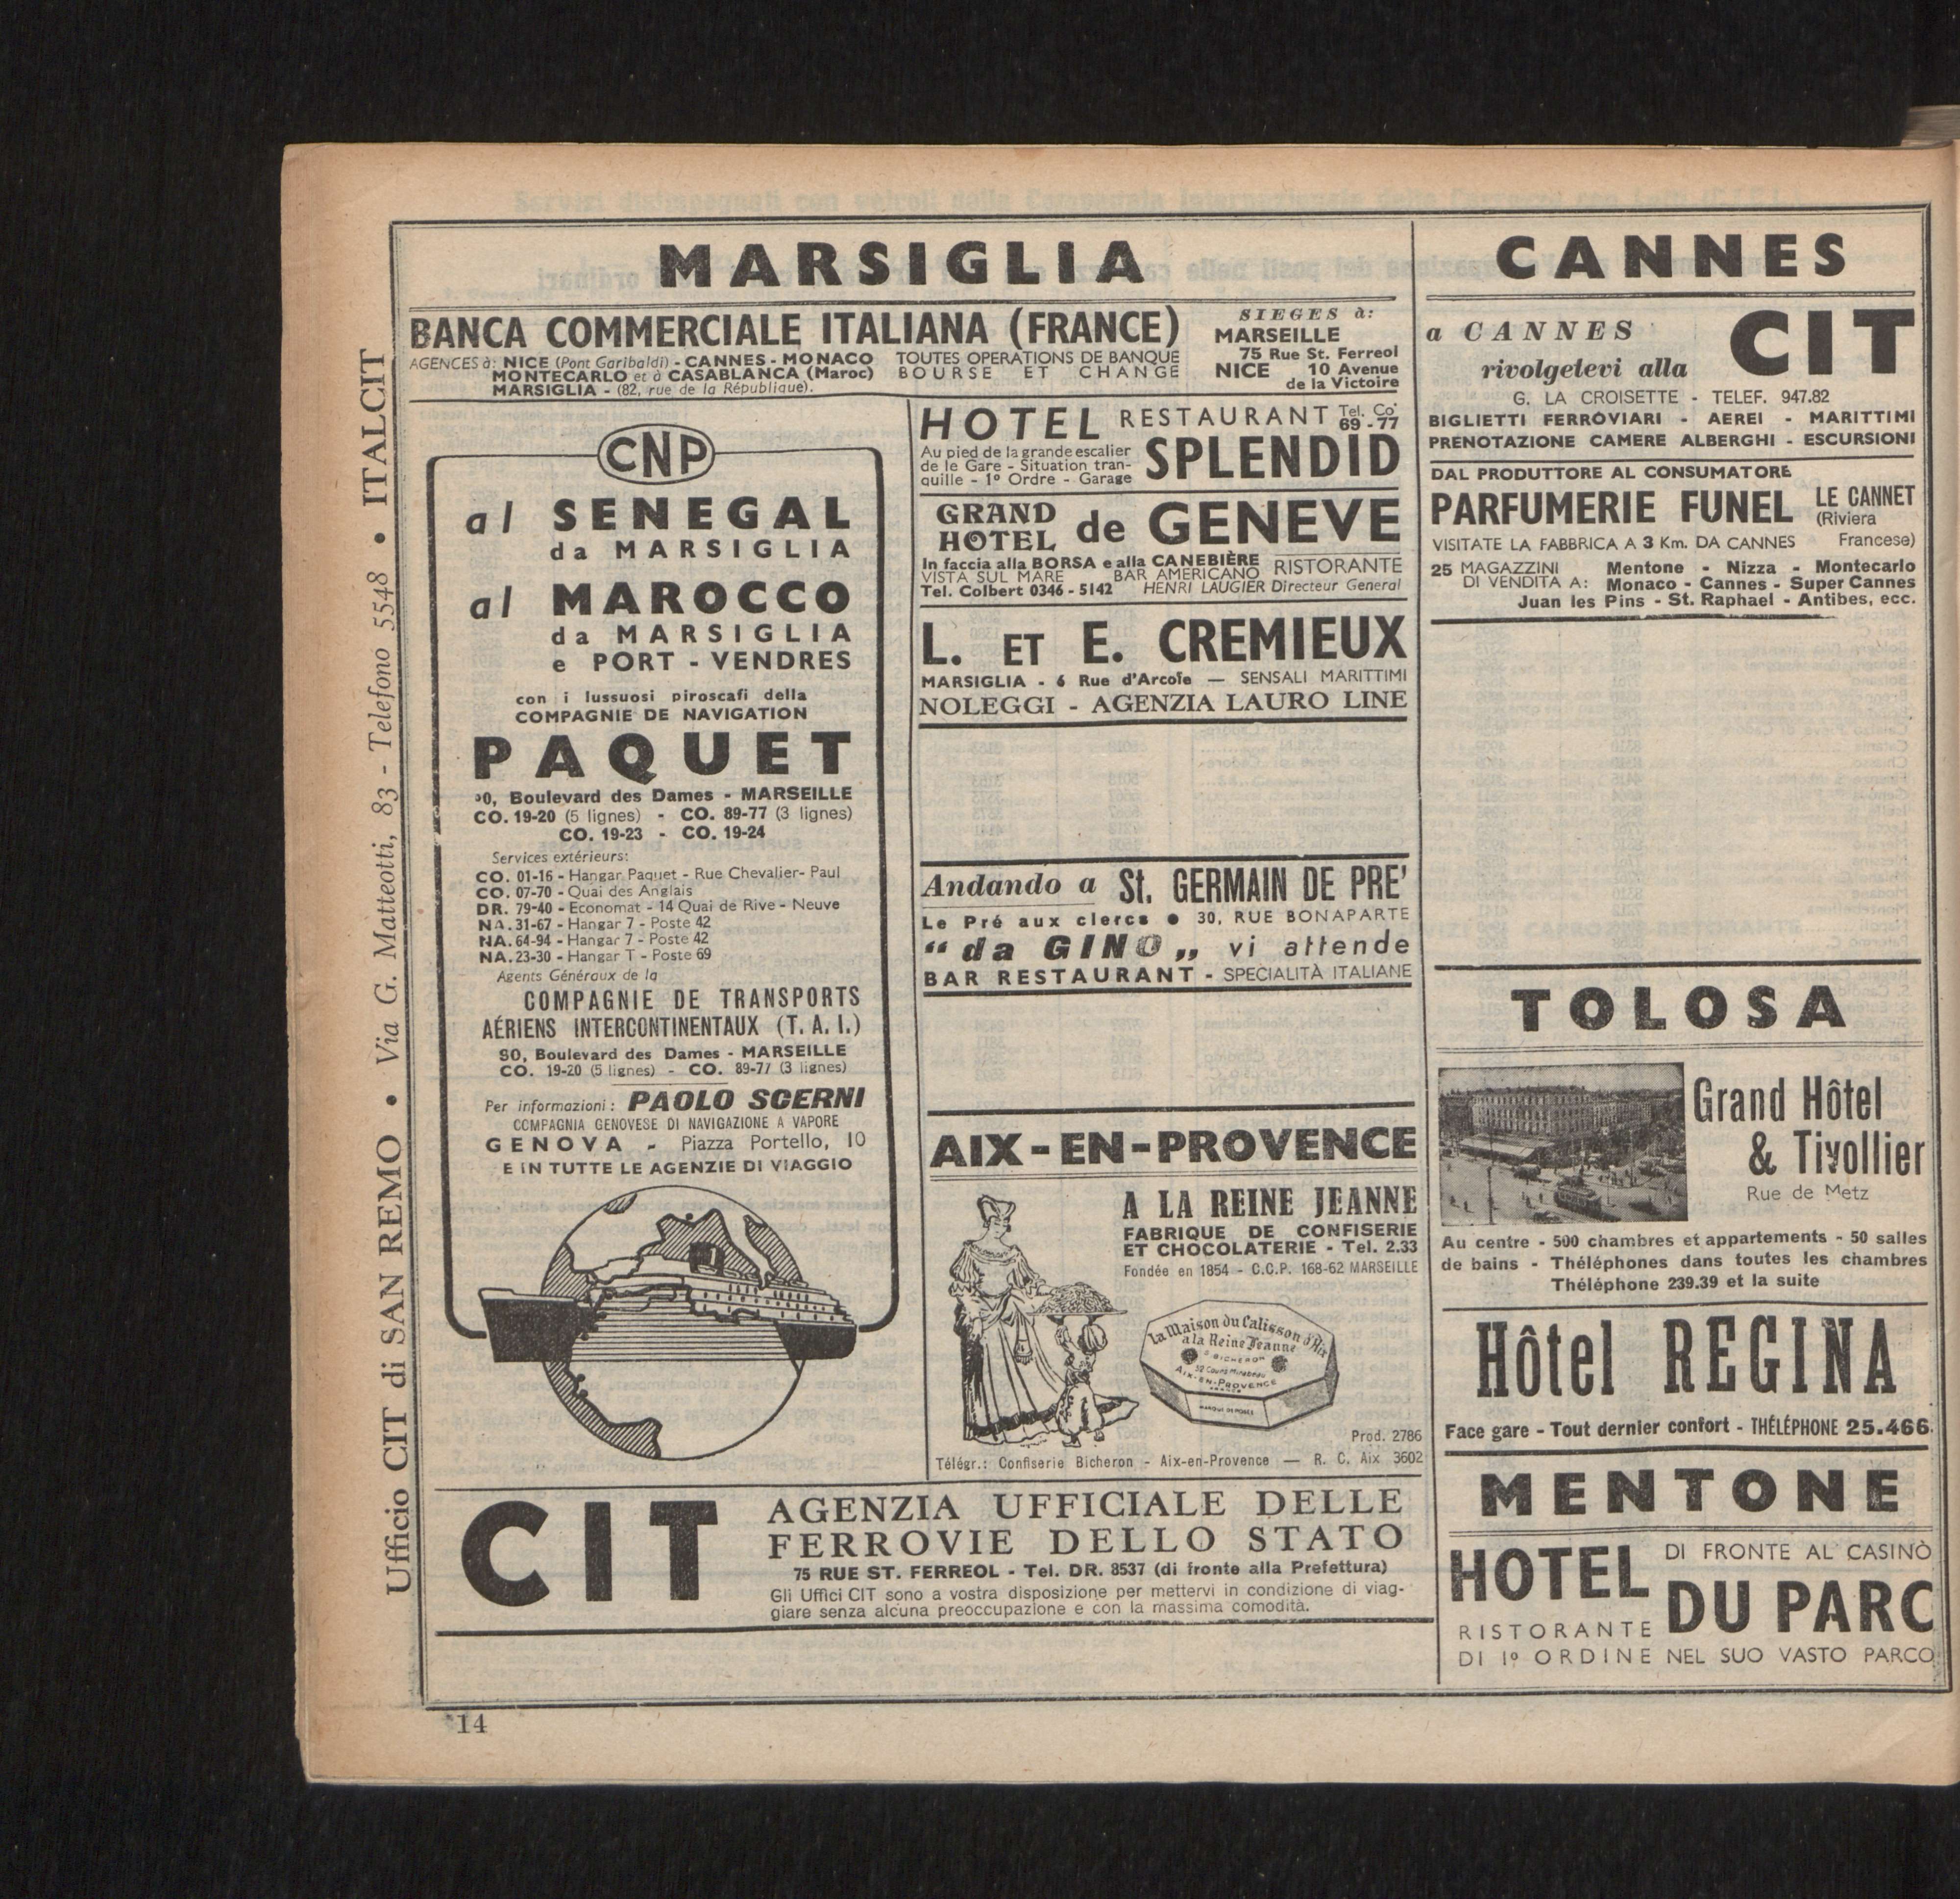 Ufficio CIT di SAN REMO • Via G. Matteotti, 83 - Telefono 5548 • ITALCIT
MARSIGLIA
BANCA COMMERCIALE ITALIANA (FRANCE)
AGENCES à: NICE (Pont Garibaldi) - CANNES - MONACO
MONTECARLO et à CASABLANCA (Maroc)
MARSIGLIA - (82, rue de la République).
TOUTES OPERATIONS DE BANQUE
BOURSE ET CHANGE
SIEGES à:
MARSEILLE
75 Rue St. Ferreol
NICE 10 Avenue
de la Victoire
CNP
al SENEGAL
da MARSIGLIA
al MAROCCO
da MARSIGLIA
e PORT - VENDRES
con i lussuosi piroscafi della
COMPAGNIE DE NAVIGATION
PAQUET
0, Boulevard des Dames - MARSEILLE
CO. 19-20 (5 lignes) - CO. 89-77 (3 lignes)
CO. 19-23 - CO. 19-24
Services extérieurs:
CO. 01-16 - Hangar Paquet - Rue Chevalier- Paul
CO. 07-70 - Quai des Anglais
DR. 79-40 - Economat - 14 Quai de Rive - Neuve
NA. 31-67 - Hangar 7 - Poste 42
NA. 64-94 - Hangar 7 - Poste 42
NA. 23-30 - Hangar T - Poste 69
Agents Généraux de la
COMPAGNIE DE TRANSPORTS
AÉRIENS INTERCONTINENTAUX (T. A. I.)
90, Boulevard des Dames - MARSEILLE
CO. 19-20 (5 lignes) - CO. 89-77 (3 lignes)
Per informazioni: PAOLO SCERNI
COMPAGNIA GENOVESE DI NAVIGAZIONE A VAPORE
GENOVA - Piazza Portello, 10
E IN TUTTE LE AGENZIE DI VIAGGIO
HOTEL RESTAURANT Tel. Co.
69-77
SPLENDID
Au pied de la grande escalier
de le Gare - Situation tran-
quille - 1º Ordre - Garage
GRAND
HOTEL de GENEVE
In faccia alla BORSA e alla CANEBIÈRE RISTORANTE
VISTA SUL MARE BAR AMERICANO
Tel. Colbert 0346 - 5142 HENRI LAUGIER Directeur General
L. ET E. CREMIEUX
MARSIGLIA - 6 Rue d'Arcole — SENSALI MARITTIMI
NOLEGGI - AGENZIA LAURO LINE
Andando a St. GERMAIN DE PRE'
Le Pré aux clercs • 30, RUE BONAPARTE
“da GINO„ vi attende
BAR RESTAURANT - SPECIALITÀ ITALIANE
AIX-EN-PROVENCE
A LA REINE JEANNE
FABRIQUE DE CONFISERIE
ET CHOCOLATERIE - Tel. 2.33
Fondée en 1854 - C.C.P. 168-62 MARSEILLE
La Maison du Calisson d'Aix
a la Reine Jeanne
BICHERON
52 Cours Mirabeau
AIX-EN-PROVENCE
FRANCE
MARQUE DEPOSÉE
Prod. 2786
Télégr.: Confiserie Bicheron - Aix-en-Provence — R. C. Aix 3602
CIT
AGENZIA UFFICIALE DELLE
FERROVIE DELLO STATO
75 RUE ST. FERREOL - Tel. DR. 8537 (di fronte alla Prefettura)
Gli Uffici CIT sono a vostra disposizione per mettervi in condizione di viag-
giare senza alcuna preoccupazione e con la massima comodità.
CANNES
a CANNES
rivolgetevi alla CIT
G. LA CROISETTE - TELEF. 947.82
BIGLIETTI FERROVIARI - AEREI - MARITTIMI
PRENOTAZIONE CAMERE ALBERGHI - ESCURSIONI
DAL PRODUTTORE AL CONSUMATORE
PARFUMERIE FUNEL LE CANNET
(Riviera
Francese)
VISITATE LA FABBRICA A 3 Km. DA CANNES
25 MAGAZZINI
DI VENDITA A:
Mentone - Nizza - Montecarlo
Monaco - Cannes - Super Cannes
Juan les Pins - St. Raphael - Antibes, ecc.
TOLOSA
Grand Hôtel
& Tivollier
Rue de Metz
Au centre - 500 chambres et appartements - 50 salles
de bains - Théléphones dans toutes les chambres
Théléphone 239.39 et la suite
Hôtel REGINA
Face gare - Tout dernier confort - THÉLÉPHONE 25.466.
MENTONE
HOTEL DI FRONTE AL CASINÒ
DU PARC
RISTORANTE
DI 1º ORDINE NEL SUO VASTO PARCO
14